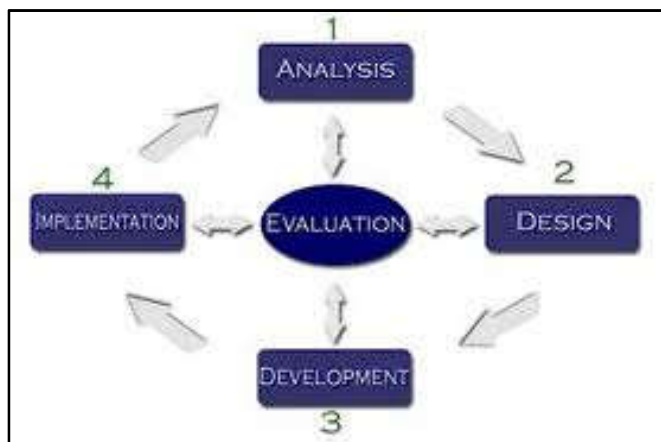 1
ANALYSIS
2
DESIGN
3
DEVELOPMENT
4
IMPLEMENTATION
EVALUATION